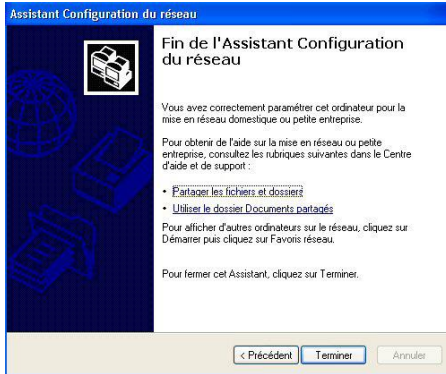 Assistant Configuration du réseau
Fin de l'Assistant Configuration
du réseau
Vous avez correctement paramétrer cet ordinateur pour la
mise en réseau domestique ou petite entreprise.
Pour obtenir de l'aide sur la mise en réseau ou petite
entreprise, consultez les rubriques suivantes dans le Centre
d'aide et de support :
• Partager les fichiers et dossiers
• Utiliser le dossier Documents partagés
Pour afficher d'autres ordinateurs sur le réseau, cliquez sur
Démarrer puis cliquez sur Favoris réseau.
Pour fermer cet Assistant, cliquez sur Terminer.
< Précédent
Terminer
Annuler